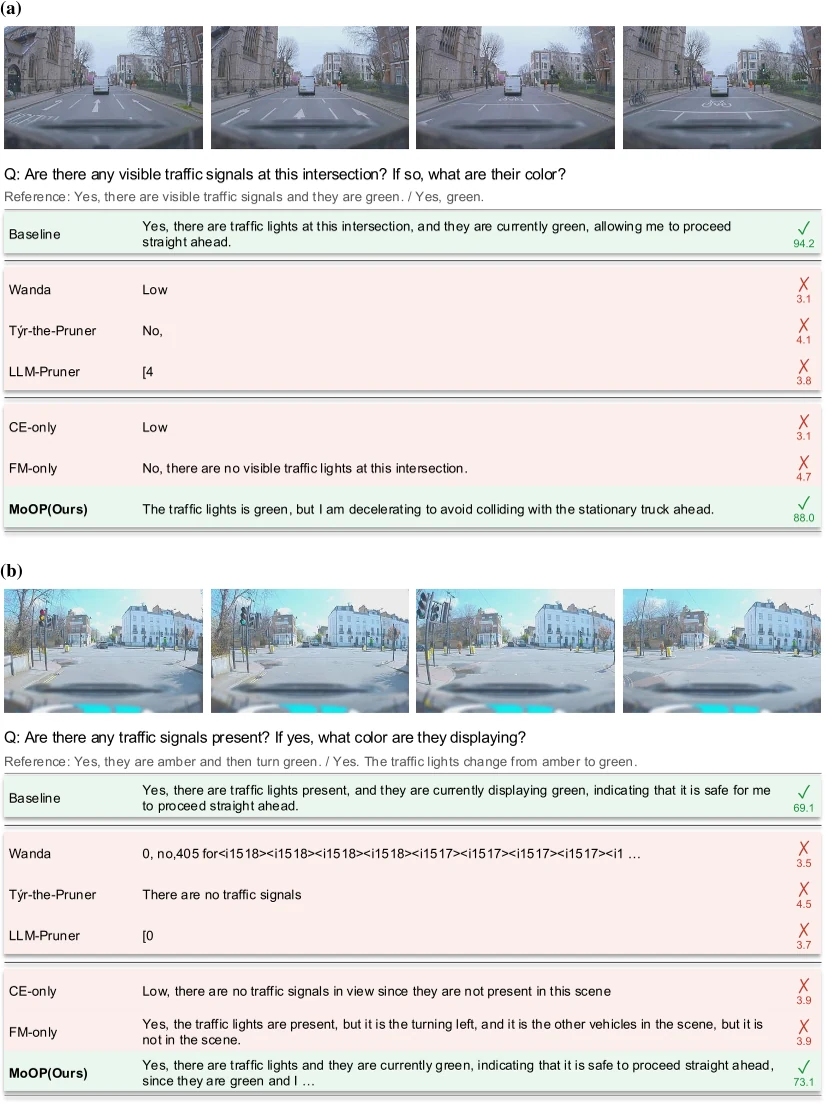 (a)
Q: Are there any visible traffic signals at this intersection? If so, what are their color?
Reference: Yes, there are visible traffic signals and they are green. / Yes, green.
Baseline Yes, there are traffic lights at this intersection, and they are currently green, allowing me to proceed
straight ahead.
✓
94.2
Wanda Low ✗
3.1
Týr-the-Pruner No, ✗
4.1
LLM-Pruner [4 ✗
3.8
CE-only Low ✗
3.1
FM-only No, there are no visible traffic lights at this intersection. ✗
4.7
MoOP(Ours) The traffic lights is green, but I am decelerating to avoid colliding with the stationary truck ahead. ✓
88.0
(b)
Q: Are there any traffic signals present? If yes, what color are they displaying?
Reference: Yes, they are amber and then turn green. / Yes. The traffic lights change from amber to green.
Baseline Yes, there are traffic lights present, and they are currently displaying green, indicating that it is safe for me
to proceed straight ahead.
✓
69.1
Wanda 0, no,405 for<i1518><i1518><i1518><i1518><i1517><i1517><i1517><i1517><i1 … ✗
3.5
Týr-the-Pruner There are no traffic signals ✗
4.5
LLM-Pruner [0 ✗
3.7
CE-only Low, there are no traffic signals in view since they are not present in this scene ✗
3.9
FM-only Yes, the traffic lights are present, but it is the turning left, and it is the other vehicles in the scene, but it is
not in the scene.
✗
3.9
MoOP(Ours) Yes, there are traffic lights and they are currently green, indicating that it is safe to proceed straight ahead,
since they are green and I …
✓
73.1